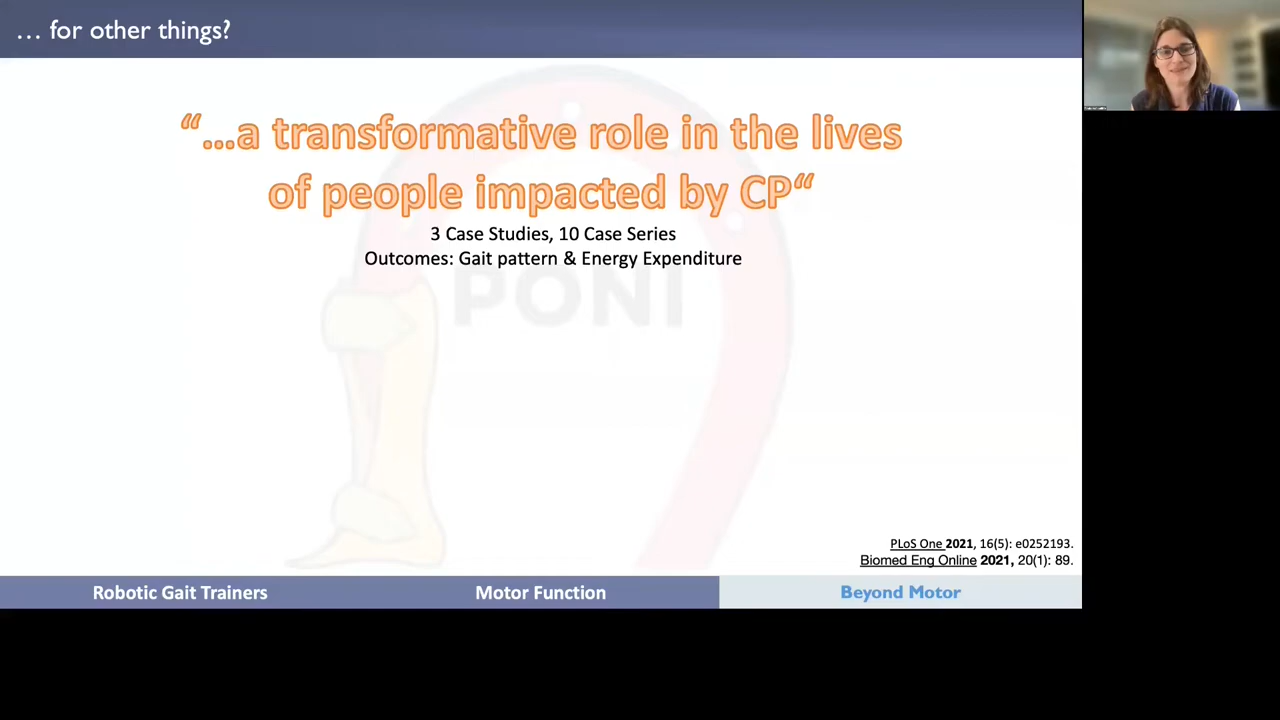 … for other things?
“…a transformative role in the lives
of people impacted by CP“
3 Case Studies, 10 Case Series
Outcomes: Gait pattern & Energy Expenditure
PONI
PLoS One 2021, 16(5): e0252193.
Biomed Eng Online 2021, 20(1): 89.
Robotic Gait Trainers
Motor Function
Beyond Motor